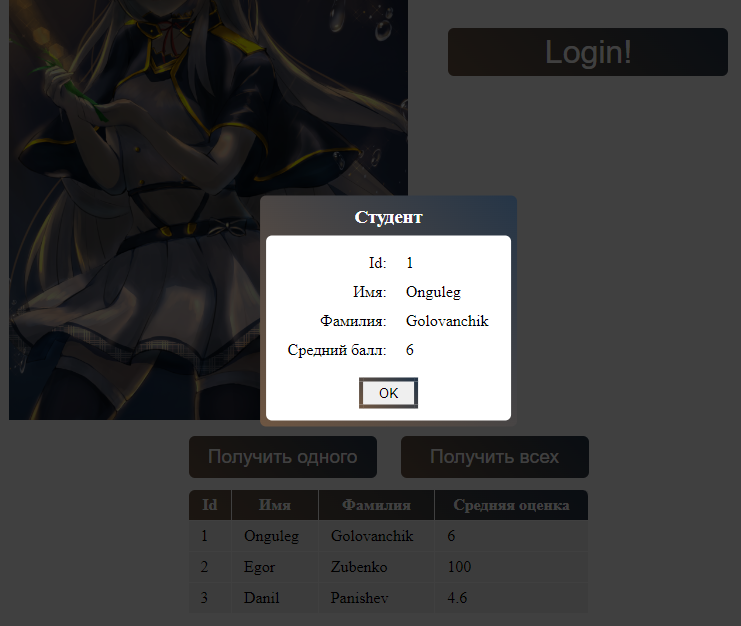 Login!
Студент
Id: 1
Имя: Onguleg
Фамилия: Golovanchik
Средний балл: 6
OK
Получить одного Получить всех
Id Имя Фамилия Средняя оценка
1 Onguleg Golovanchik 6
2 Egor Zubenko 100
3 Danil Panishev 4.6